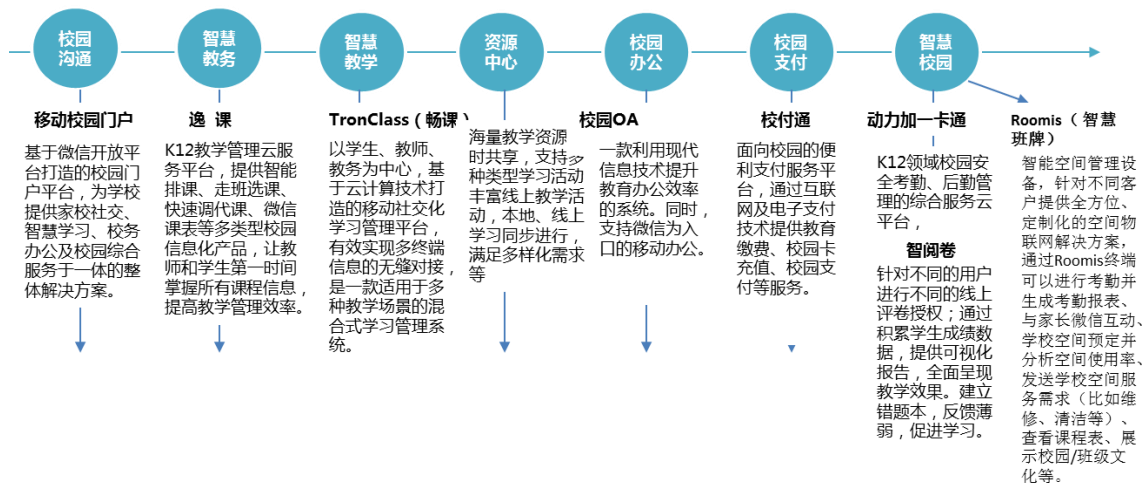 校园
沟通
智慧
教务
智慧
教学
资源
中心
校园
办公
校园
支付
智慧
校园
移动校园门户
基于微信开放平
台打造的校园门
户平台，为学校
提供家校社交、
智慧学习、校务
办公及校园综合
服务于一体的整
体解决方案。
逸 课
K12教学管理云服
务平台，提供智能
排课、走班选课、
快速调代课、微信
课表等多类型校园
信息化产品，让教
师和学生第一时间
掌握所有课程信息，
提高教学管理效率。
TronClass（畅课）
以学生、教师、
教务为中心，基
于云计算技术打
造的移动社交化
学习管理平台，
有效实现多终端
信息的无缝对接，
是一款适用于多
种教学场景的混
合式学习管理系
统。
海量教学资源
时共享，支持多
种类型学习活动
丰富线上教学活
动，本地、线上
学习同步进行，
满足多样化需求
等
校园OA
一款利用现代
信息技术提升
教育办公效率
的系统。同时，
支持微信为入
口的移动办公。
校付通
面向校园的便
利支付服务平
台，通过互联
网及电子支付
技术提供教育
缴费、校园卡
充值、校园支
付等服务。
动力加一卡通
K12领域校园安
全考勤、后勤管
理的综合服务云
平台，
智阅卷
针对不同的用户
进行不同的线上
评卷授权；通过
积累学生成绩数
据，提供可视化
报告，全面呈现
教学效果。建立
错题本，反馈薄
弱，促进学习。
Roomis（ 智慧
班牌）
智能空间管理设
备，针对不同客
户提供全方位、
定制化的空间物
联网解决方案，
通过Roomis终端
可以进行考勤并
生成考勤报表、
与家长微信互动、
学校空间预定并
分析空间使用率、
发送学校空间服
务需求（比如维
修、清洁等）、
查看课程表、展
示校园/班级文
化等。